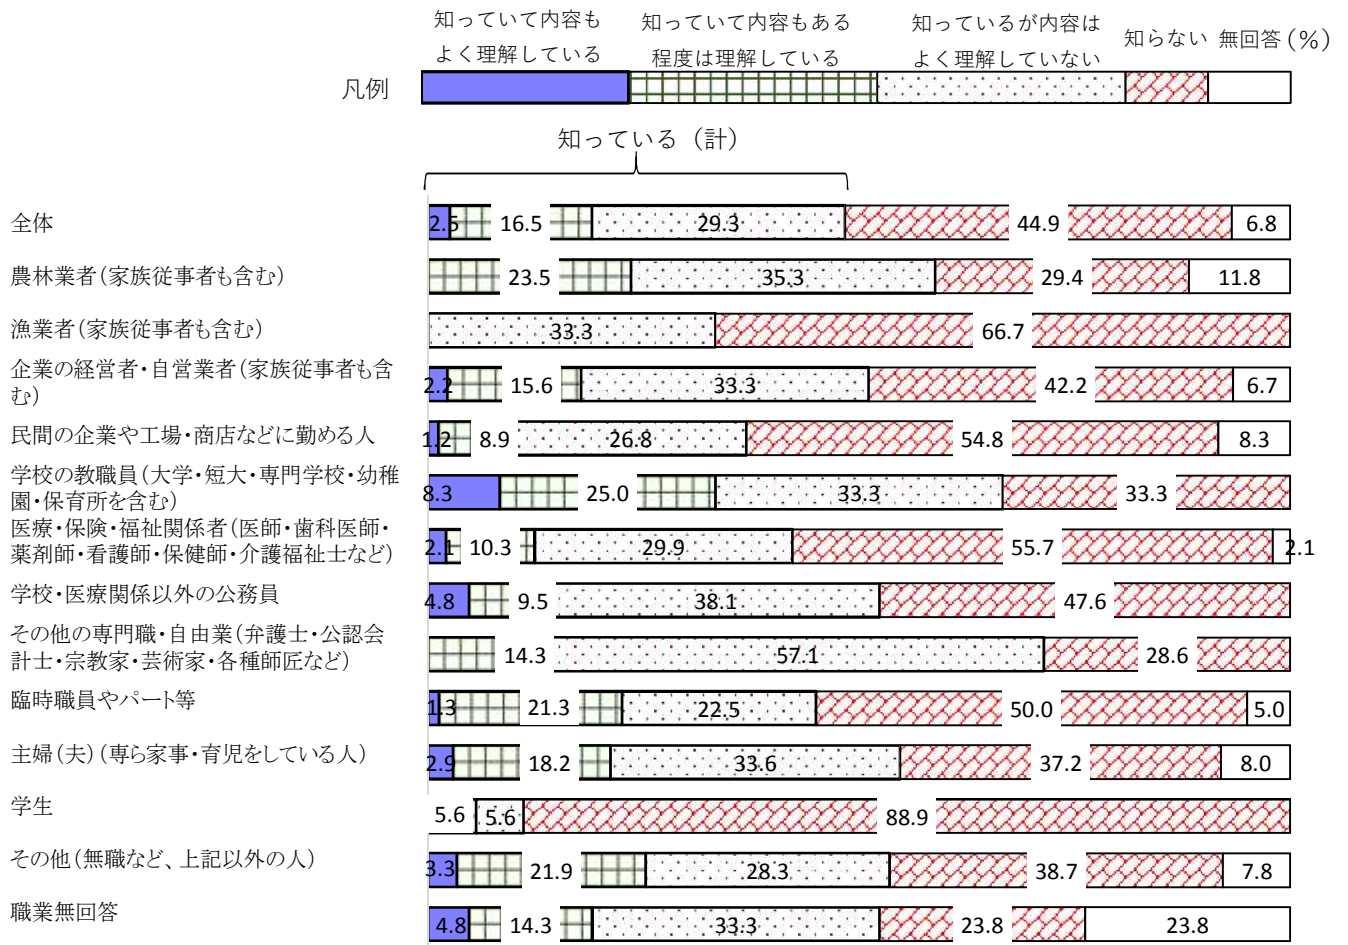 知っていて内容も
よく理解している
知っていて内容もある
程度は理解している
知っているが内容は
よく理解していない
知らない 無回答(%)
凡例
知っている(計)
全体
2.5 16.5 29.3 44.9 6.8
農林業者(家族従事者も含む)
23.5 35.3 29.4 11.8
漁業者(家族従事者も含む)
33.3 66.7
企業の経営者・自営業者(家族従事者も含
む)
2.2 15.6 33.3 42.2 6.7
民間の企業や工場・商店などに勤める人
1.2 8.9 26.8 54.8 8.3
学校の教職員(大学・短大・専門学校・幼稚
園・保育所を含む)
8.3 25.0 33.3 33.3
医療・保険・福祉関係者(医師・歯科医師・
薬剤師・看護師・保健師・介護福祉士など)
2.1 10.3 29.9 55.7 2.1
学校・医療関係以外の公務員
4.8 9.5 38.1 47.6
その他の専門職・自由業(弁護士・公認会
計士・宗教家・芸術家・各種師匠など)
14.3 57.1 28.6
臨時職員やパート等
1.3 21.3 22.5 50.0 5.0
主婦(夫)(専ら家事・育児をしている人)
2.9 18.2 33.6 37.2 8.0
学生
5.6 5.6 88.9
その他(無職など、上記以外の人)
3.3 21.9 28.3 38.7 7.8
職業無回答
4.8 14.3 33.3 23.8 23.8